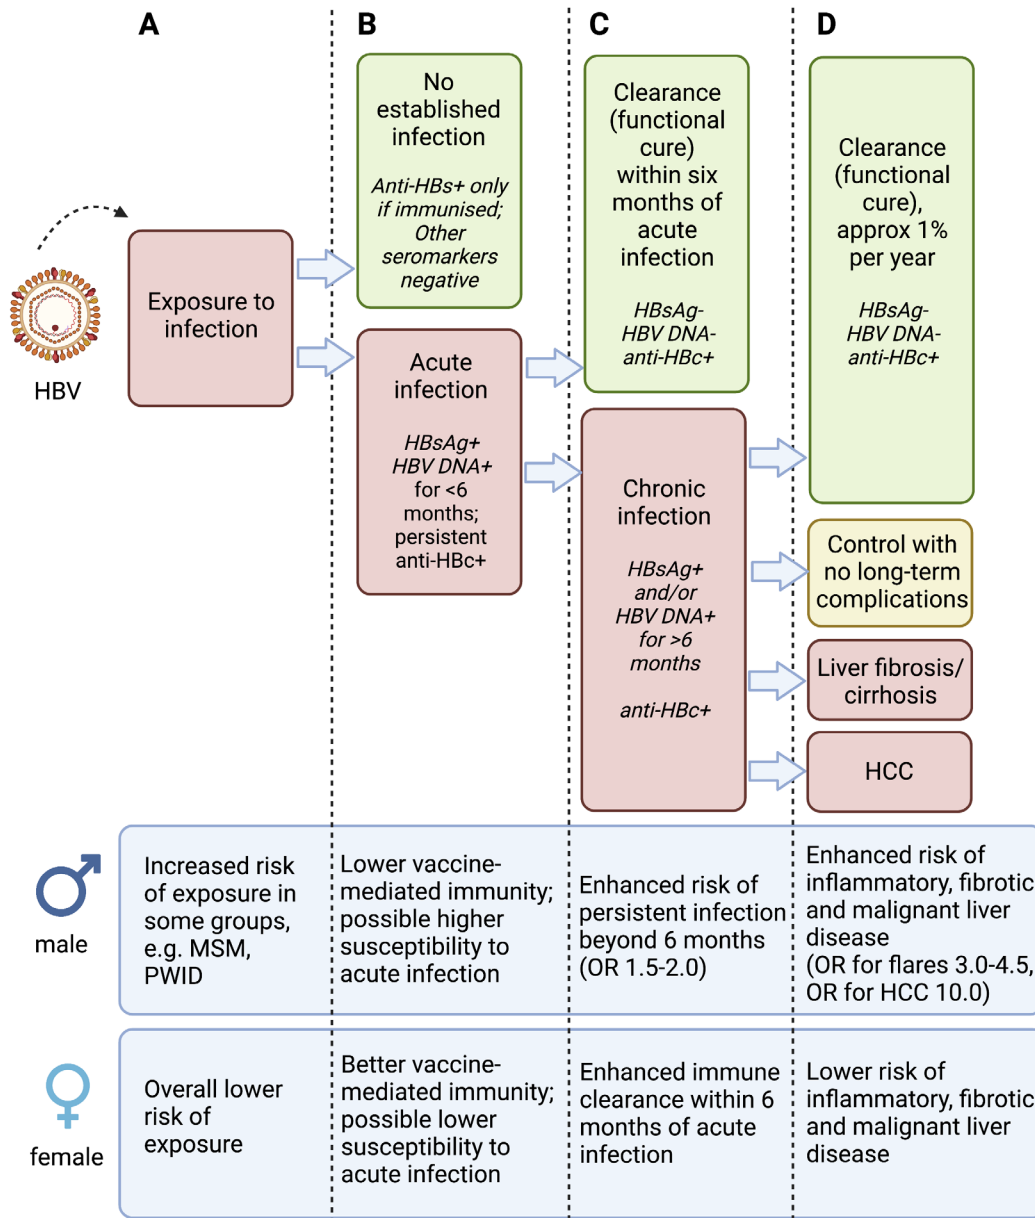 A
B
C
D
HBV
Exposure to
infection
No
established
infection
Anti-HBs+ only
if immunised;
Other
seromarkers
negative
Acute
infection
HBsAg+
HBV DNA+
for <6
months;
persistent
anti-HBc+
Clearance
(functional
cure)
within six
months of
acute
infection
HBsAg-
HBV DNA-
anti-HBc+
Chronic
infection
HBsAg+
and/or
HBV DNA+
for >6
months
anti-HBc+
Clearance
(functional
cure),
approx 1%
per year
HBsAg-
HBV DNA-
anti-HBc+
Control with
no long-term
complications
Liver fibrosis/
cirrhosis
HCC
male
Increased risk
of exposure in
some groups,
e.g. MSM,
PWID
Lower vaccine-
mediated immunity;
possible higher
susceptibility to
acute infection
Enhanced risk of
persistent infection
beyond 6 months
(OR 1.5-2.0)
Enhanced risk of
inflammatory, fibrotic
and malignant liver
disease
(OR for flares 3.0-4.5,
OR for HCC 10.0)
female
Overall lower
risk of
exposure
Better vaccine-
mediated immunity;
possible lower
susceptibility to
acute infection
Enhanced immune
clearance within 6
months of acute
infection
Lower risk of
inflammatory, fibrotic
and malignant liver
disease